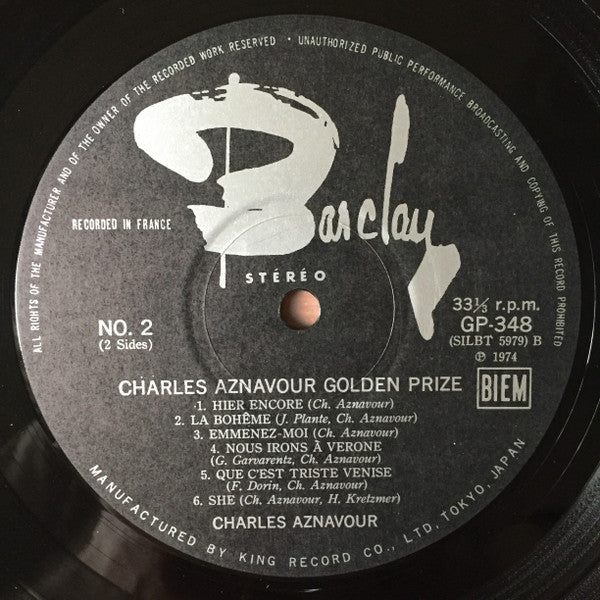 ALL RIGHTS OF THE MANUFACTURER AND OF THE OWNER OF THE RECORDED WORK RESERVED • UNAUTHORIZED PUBLIC PERFORMANCE BROADCASTING AND COPYING OF THIS RECORD PROHIBITED
Barclay
RECORDED IN FRANCE
STÉRÉO
NO. 2
(2 Sides)
33⅓ r.p.m.
GP-348
(SILBT 5979) B
℗ 1974
CHARLES AZNAVOUR GOLDEN PRIZE
BIEM
1. HIER ENCORE (Ch. Aznavour)
2. LA BOHÊME (J. Plante, Ch. Aznavour)
3. EMMENEZ-MOI (Ch. Aznavour)
4. NOUS IRONS À VERONE
(G. Garvarentz, Ch. Aznavour)
5. QUE C'EST TRISTE VENISE
(F. Dorin, Ch. Aznavour)
6. SHE (Ch. Aznavour, H. Kretzmer)
CHARLES AZNAVOUR
MANUFACTURED BY KING RECORD CO., LTD, TOKYO, JAPAN